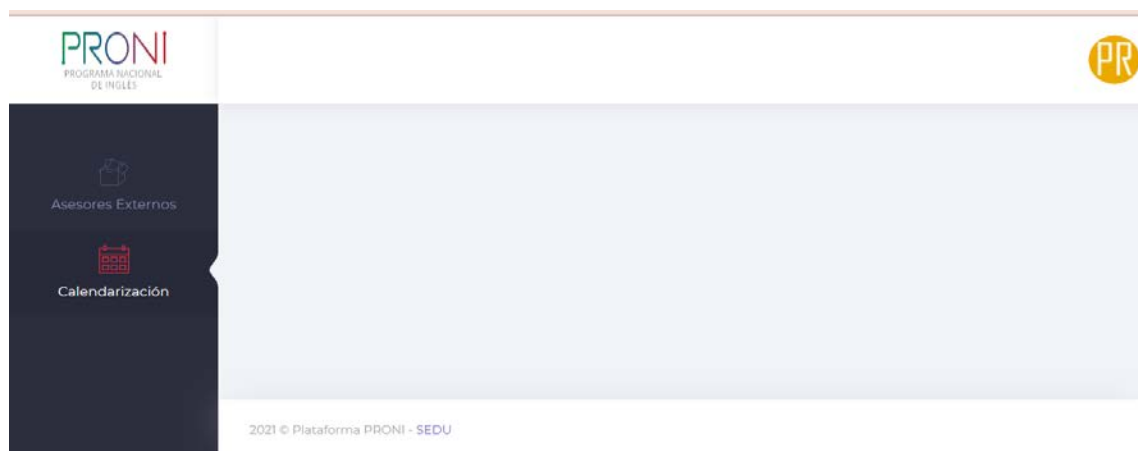 PRONI
PROGRAMA NACIONAL
DE INGLÉS
PR
Asesores Externos
Calendarización
2021 © Plataforma PRONI - SEDU